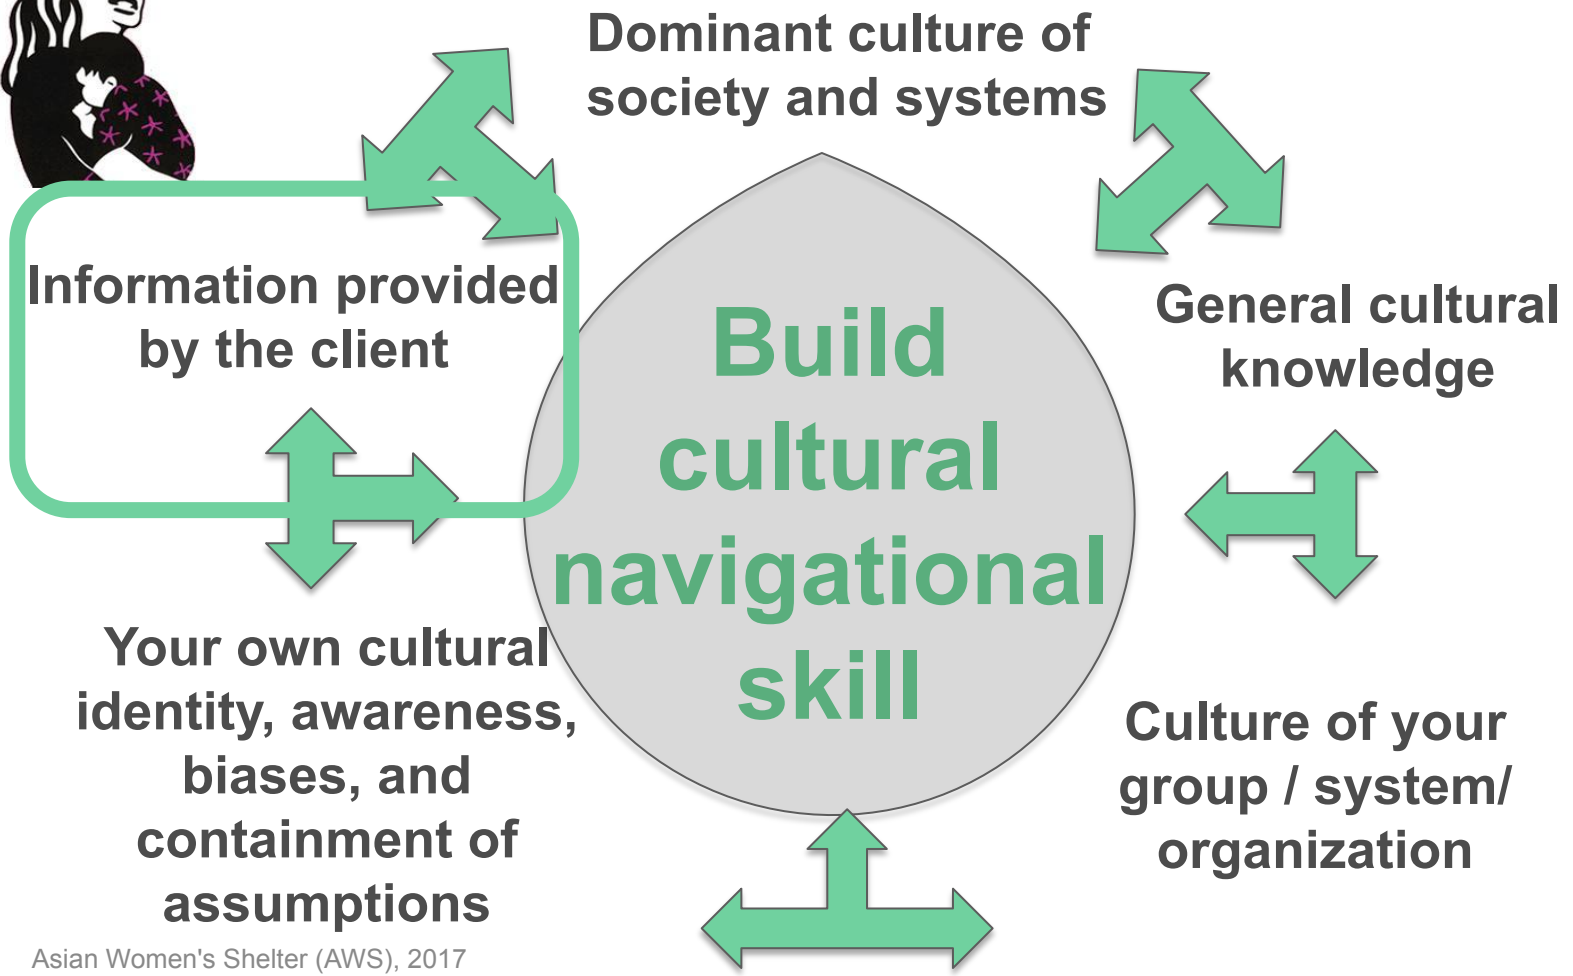 Dominant culture of
society and systems
Information provided
by the client
General cultural
knowledge
Build
cultural
navigational
skill
Your own cultural
identity, awareness,
biases, and
containment of
assumptions
Culture of your
group / system/
organization
Asian Women's Shelter (AWS), 2017